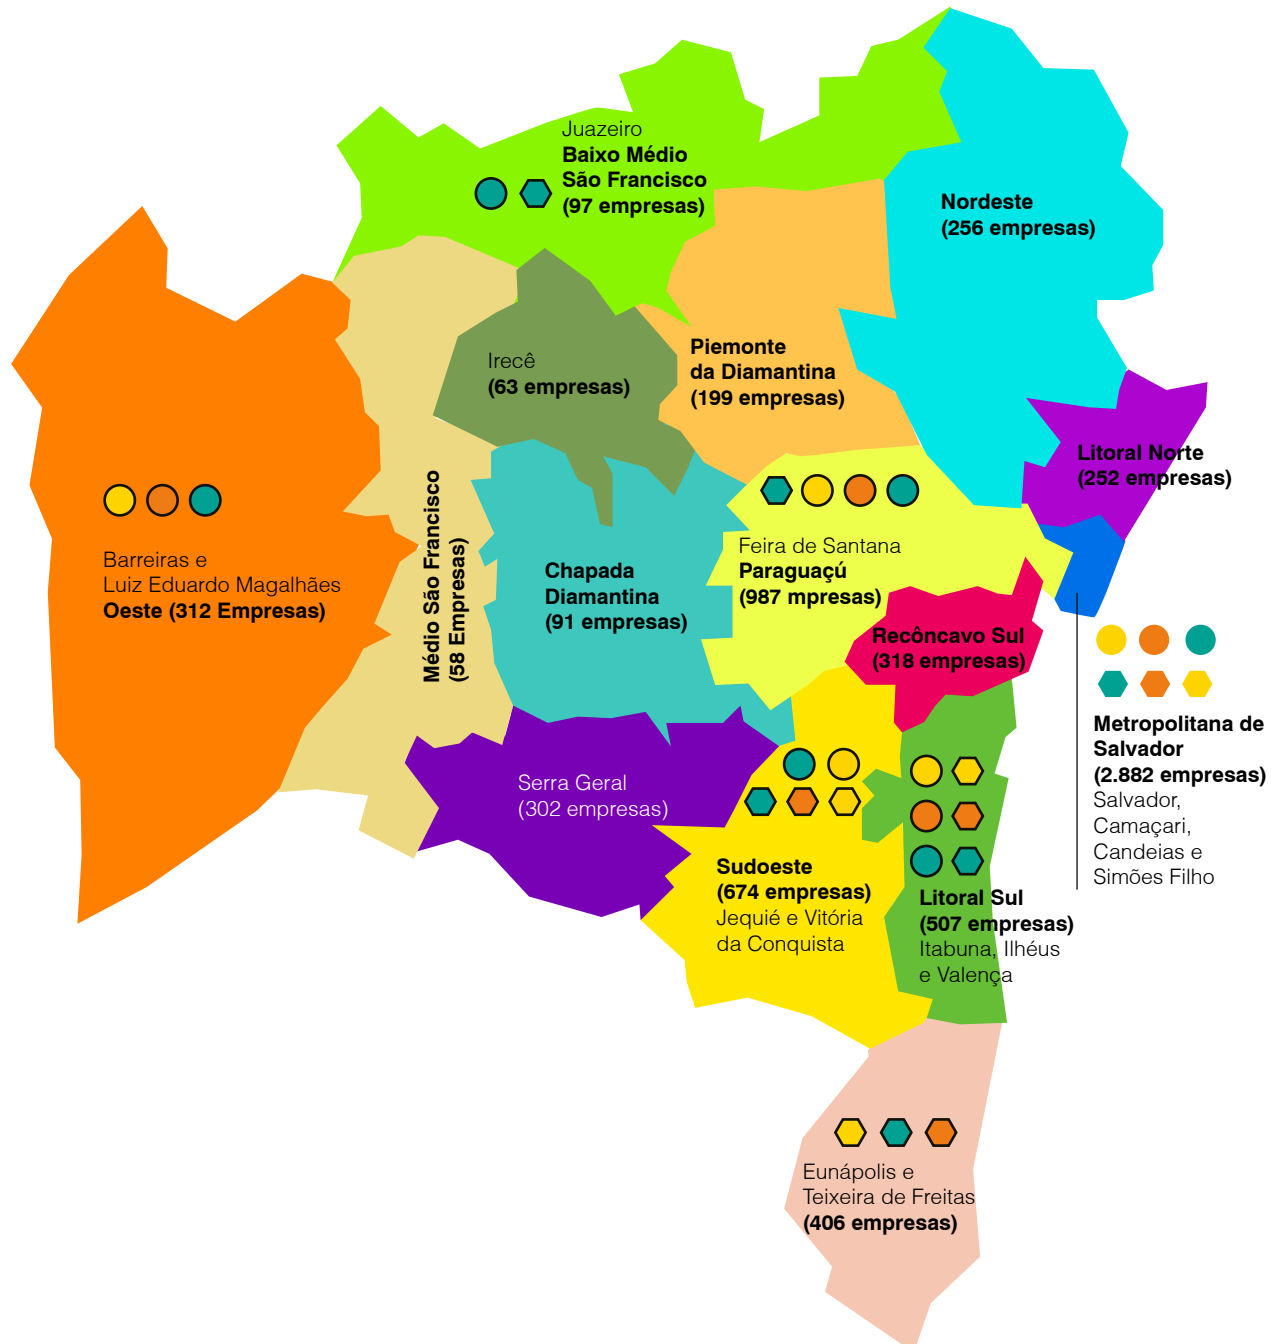 Juazeiro
Baixo Médio
São Francisco
(97 empresas)
Nordeste
(256 empresas)
Irecê
(63 empresas)
Piemonte
da Diamantina
(199 empresas)
Litoral Norte
(252 empresas)
Barreiras e
Luiz Eduardo Magalhães
Oeste (312 Empresas)
Médio São Francisco
(58 Empresas)
Chapada
Diamantina
(91 empresas)
Feira de Santana
Paraguaçú
(987 mpresas)
Recôncavo Sul
(318 empresas)
Metropolitana de
Salvador
(2.882 empresas)
Salvador,
Camaçari,
Candeias e
Simões Filho
Serra Geral
(302 empresas)
Sudoeste
(674 empresas)
Jequié e Vitória
da Conquista
Litoral Sul
(507 empresas)
Itabuna, Ilhéus
e Valença
Eunápolis e
Teixeira de Freitas
(406 empresas)